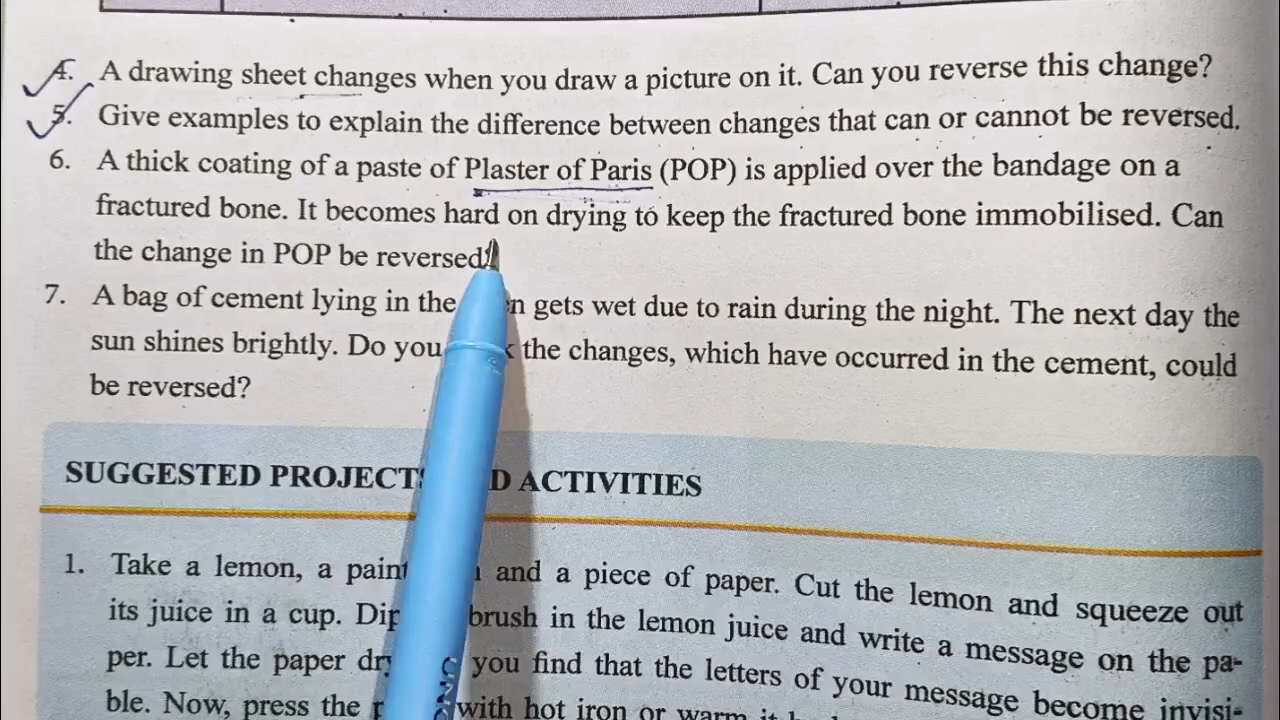 4. A drawing sheet changes when you draw a picture on it. Can you reverse this change?
5. Give examples to explain the difference between changes that can or cannot be reversed.
6. A thick coating of a paste of Plaster of Paris (POP) is applied over the bandage on a
fractured bone. It becomes hard on drying to keep the fractured bone immobilised. Can
the change in POP be reversed?
7. A bag of cement lying in the gets wet due to rain during the night. The next day the
sun shines brightly. Do you the changes, which have occurred in the cement, could
be reversed?
SUGGESTED PROJECTS ACTIVITIES
1. Take a lemon, a paint and a piece of paper. Cut the lemon and squeeze out
its juice in a cup. Dip brush in the lemon juice and write a message on the pa-
per. Let the paper dry you find that the letters of your message become invisi-
ble. Now, press the with hot iron or warm it